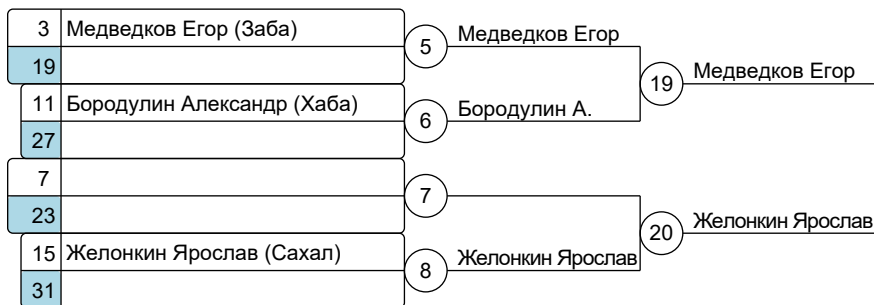 3 Медведков Егор (Заба)
19
5 Медведков Егор
11 Бородулин Александр (Хаба)
27
6 Бородулин А.
19 Медведков Егор
7
23
7
15 Желонкин Ярослав (Сахал)
31
8 Желонкин Ярослав
20 Желонкин Ярослав